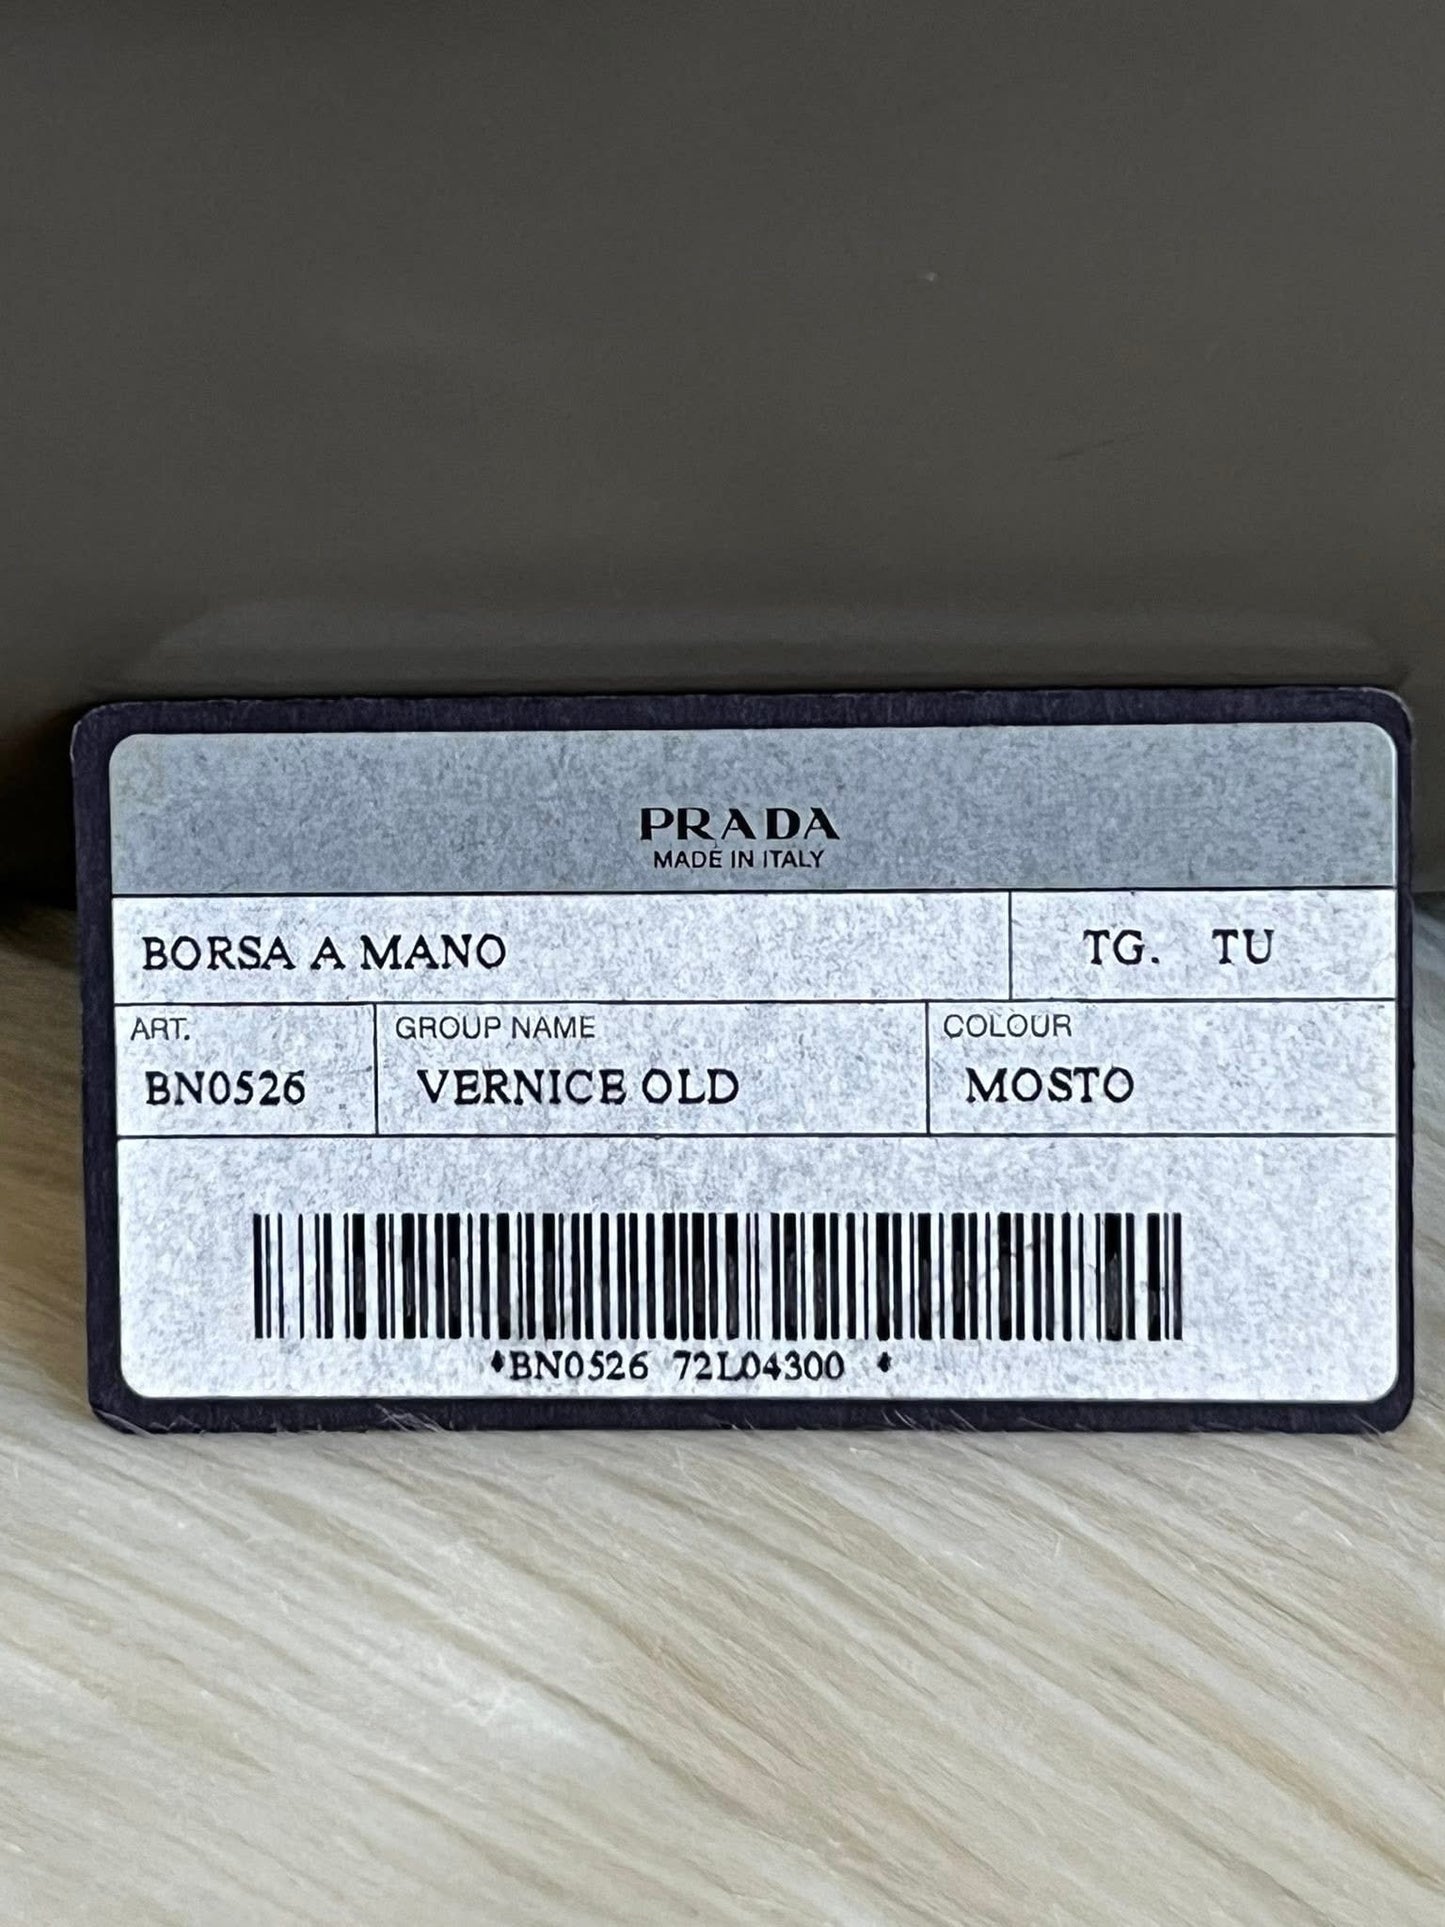 PRADA
MADE IN ITALY
BORSA A MANO TG. TU
ART. GROUP NAME COLOUR
BN0526 VERNICE OLD MOSTO
*BN0526 72L04300 *